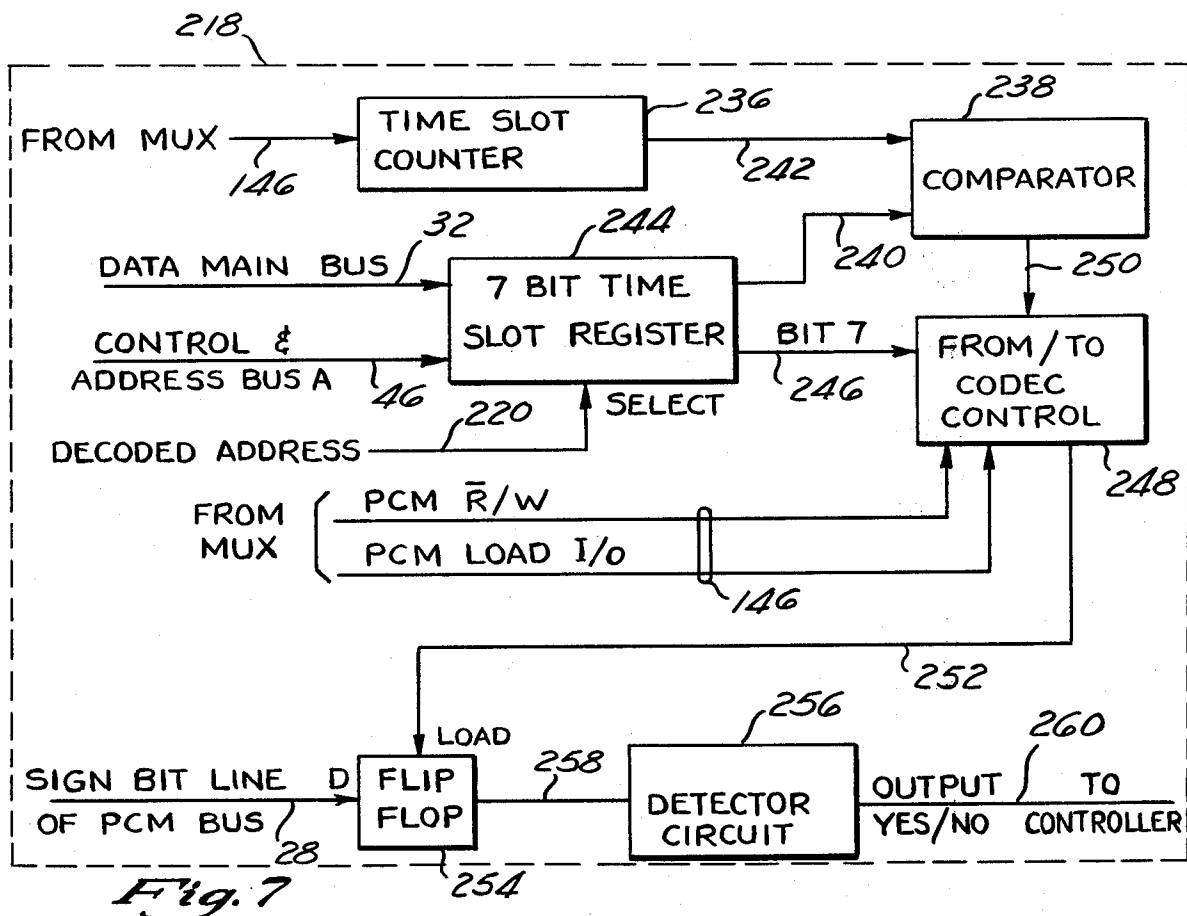 218
FROM MUX
146
TIME SLOT
COUNTER
236
242
238
COMPARATOR
DATA MAIN BUS
32
244
7 BIT TIME
SLOT REGISTER
240
250
CONTROL &
ADDRESS BUS A
46
BIT 7
246
FROM/TO
CODEC
CONTROL
248
DECODED ADDRESS
220
SELECT
FROM
MUX
PCM R̅/W
PCM LOAD I/O
146
252
LOAD
SIGN BIT LINE
OF PCM BUS
28
D
FLIP
FLOP
254
258
256
DETECTOR
CIRCUIT
OUTPUT TO
YES/NO CONTROLLER
260
Fig. 7